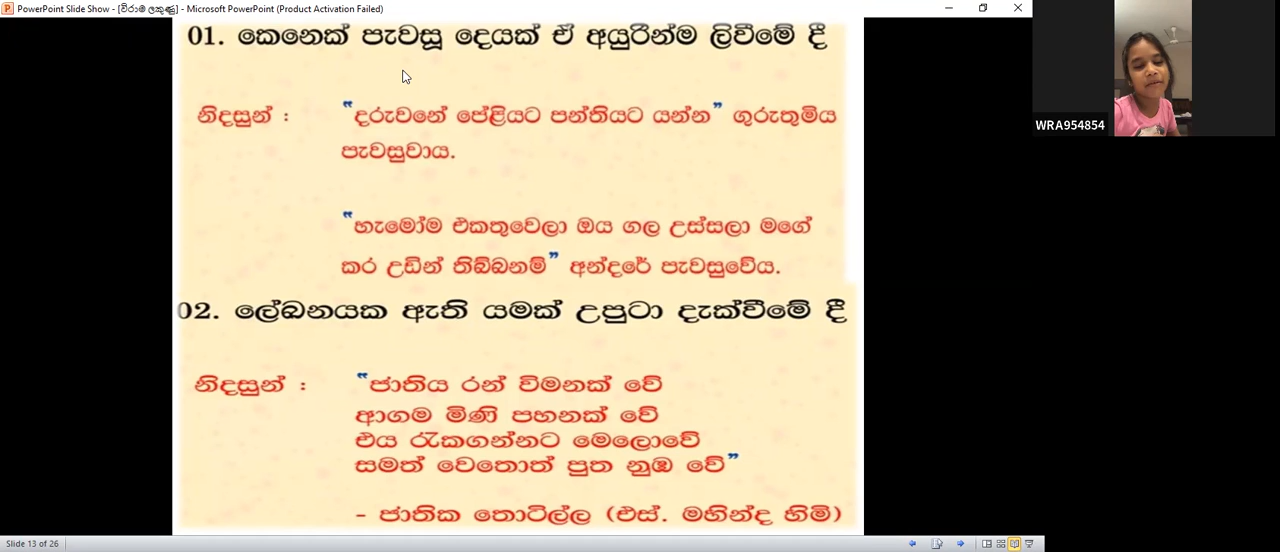 PowerPoint Slide Show - [විරාම ලකුණු] - Microsoft PowerPoint (Product Activation Failed)
01. කෙනෙක් පැවසූ දෙයක් ඒ අයුරින්ම ලිවීමේ දී
නිදසුන් : “දරුවනේ පේළියට පන්තියට යන්න” ගුරුතුමිය
පැවසුවාය.
“හැමෝම එකතුවෙලා ඔය ගල උස්සලා මගේ
කර උඩින් තිබ්බනම්” අන්දරේ පැවසුවේය.
02. ලේඛනයක ඇති යමක් උපුටා දැක්වීමේ දී
නිදසුන් : “ජාතිය රන් විමනක් වේ
ආගම මිණි පහනක් වේ
එය රැකගන්නට මෙලොවේ
සමත් වෙතොත් පුත නුඹ වේ”
- ජාතික තොටිල්ල (එස්. මහින්ද හිමි)
WRA954854
Slide 13 of 26